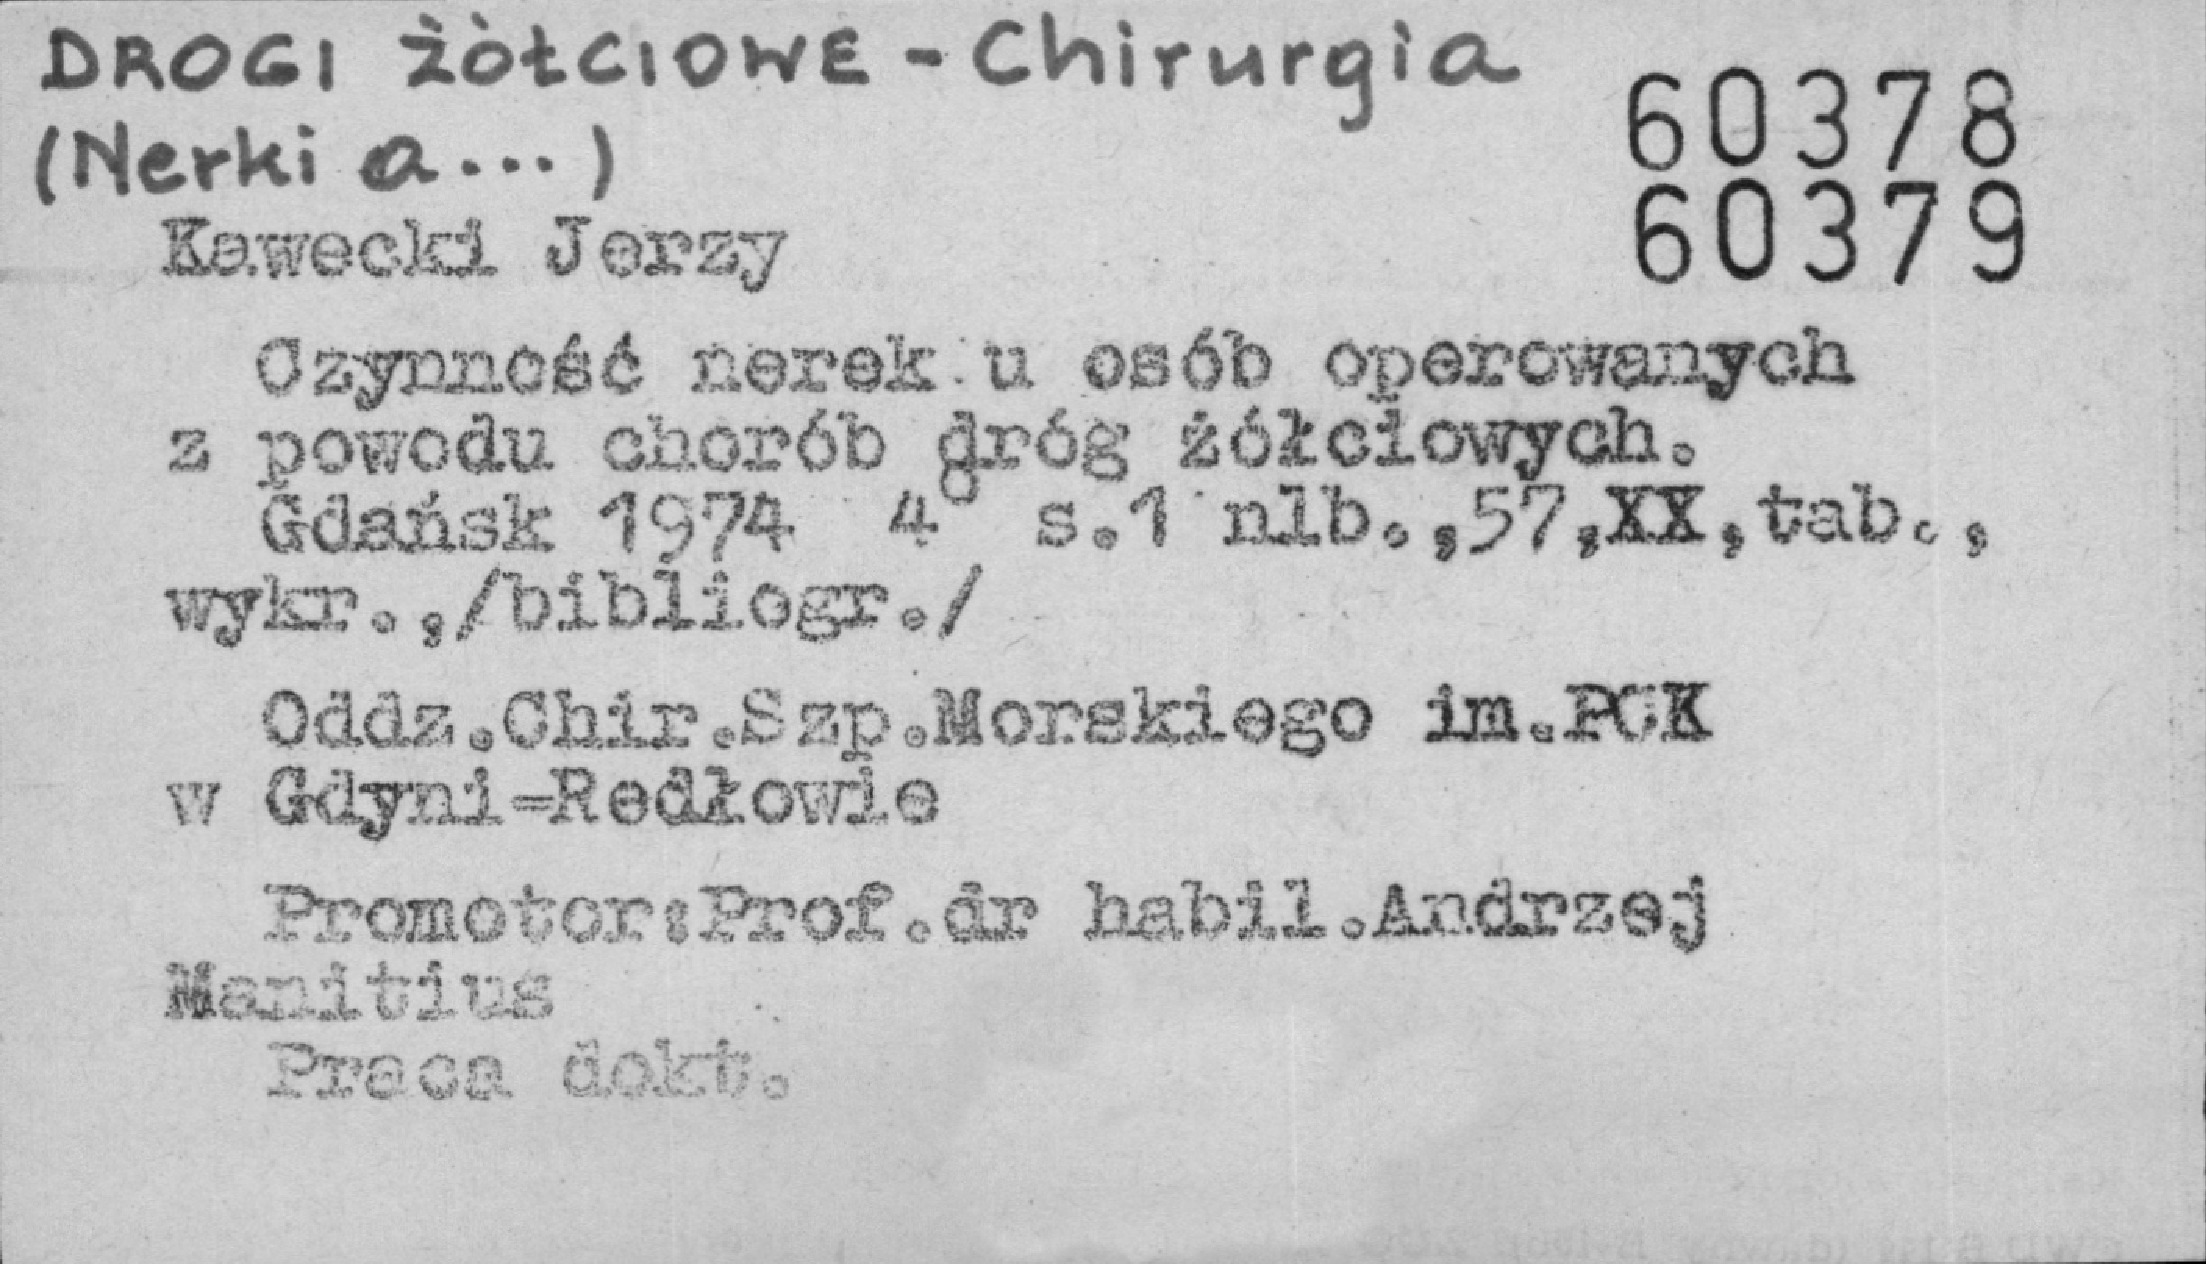 DROGI ŻÓŁCIOWE - Chirurgia
(Nerki a...)
60378
60379
Kawecki Jerzy
Czynność nerek u osób operowanych
z powodu chorób dróg żółciowych.
Gdańsk 1974 4° s.1 nlb.,57,XX,tab.,
wykr.,/bibliogr./
Oddz.Chir.Szp.Morskiego im.PCK
w Gdyni=Redłowie
Promotor:Prof.dr habil.Andrzej
Manitius
Praca dokt.